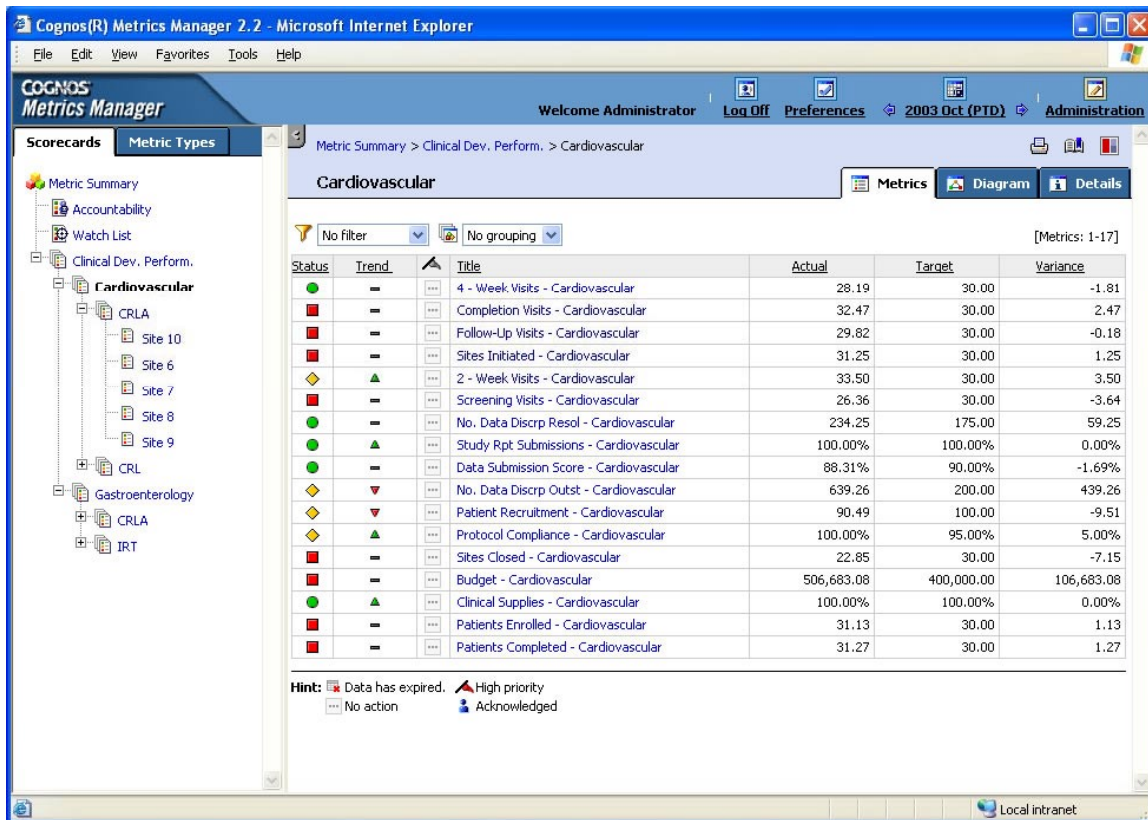 Cognos(R) Metrics Manager 2.2 - Microsoft Internet Explorer
File Edit View Favorites Tools Help
COGNOS
Metrics Manager
Welcome Administrator Log Off Preferences 2003 Oct (PTD) Administration
Scorecards Metric Types
Metric Summary
Accountability
Watch List
Clinical Dev. Perform.
Cardiovascular
CRLA
Site 10
Site 6
Site 7
Site 8
Site 9
CRL
Gastroenterology
CRLA
IRT
Metric Summary > Clinical Dev. Perform. > Cardiovascular
Cardiovascular Metrics Diagram Details
No filter No grouping [Metrics: 1-17]
Status Trend Title Actual Target Variance
4 - Week Visits - Cardiovascular 28.19 30.00 -1.81
Completion Visits - Cardiovascular 32.47 30.00 2.47
Follow-Up Visits - Cardiovascular 29.82 30.00 -0.18
Sites Initiated - Cardiovascular 31.25 30.00 1.25
2 - Week Visits - Cardiovascular 33.50 30.00 3.50
Screening Visits - Cardiovascular 26.36 30.00 -3.64
No. Data Discrp Resol - Cardiovascular 234.25 175.00 59.25
Study Rpt Submissions - Cardiovascular 100.00% 100.00% 0.00%
Data Submission Score - Cardiovascular 88.31% 90.00% -1.69%
No. Data Discrp Outst - Cardiovascular 639.26 200.00 439.26
Patient Recruitment - Cardiovascular 90.49 100.00 -9.51
Protocol Compliance - Cardiovascular 100.00% 95.00% 5.00%
Sites Closed - Cardiovascular 22.85 30.00 -7.15
Budget - Cardiovascular 506,683.08 400,000.00 106,683.08
Clinical Supplies - Cardiovascular 100.00% 100.00% 0.00%
Patients Enrolled - Cardiovascular 31.13 30.00 1.13
Patients Completed - Cardiovascular 31.27 30.00 1.27
Hint: Data has expired. High priority
No action Acknowledged
Local intranet